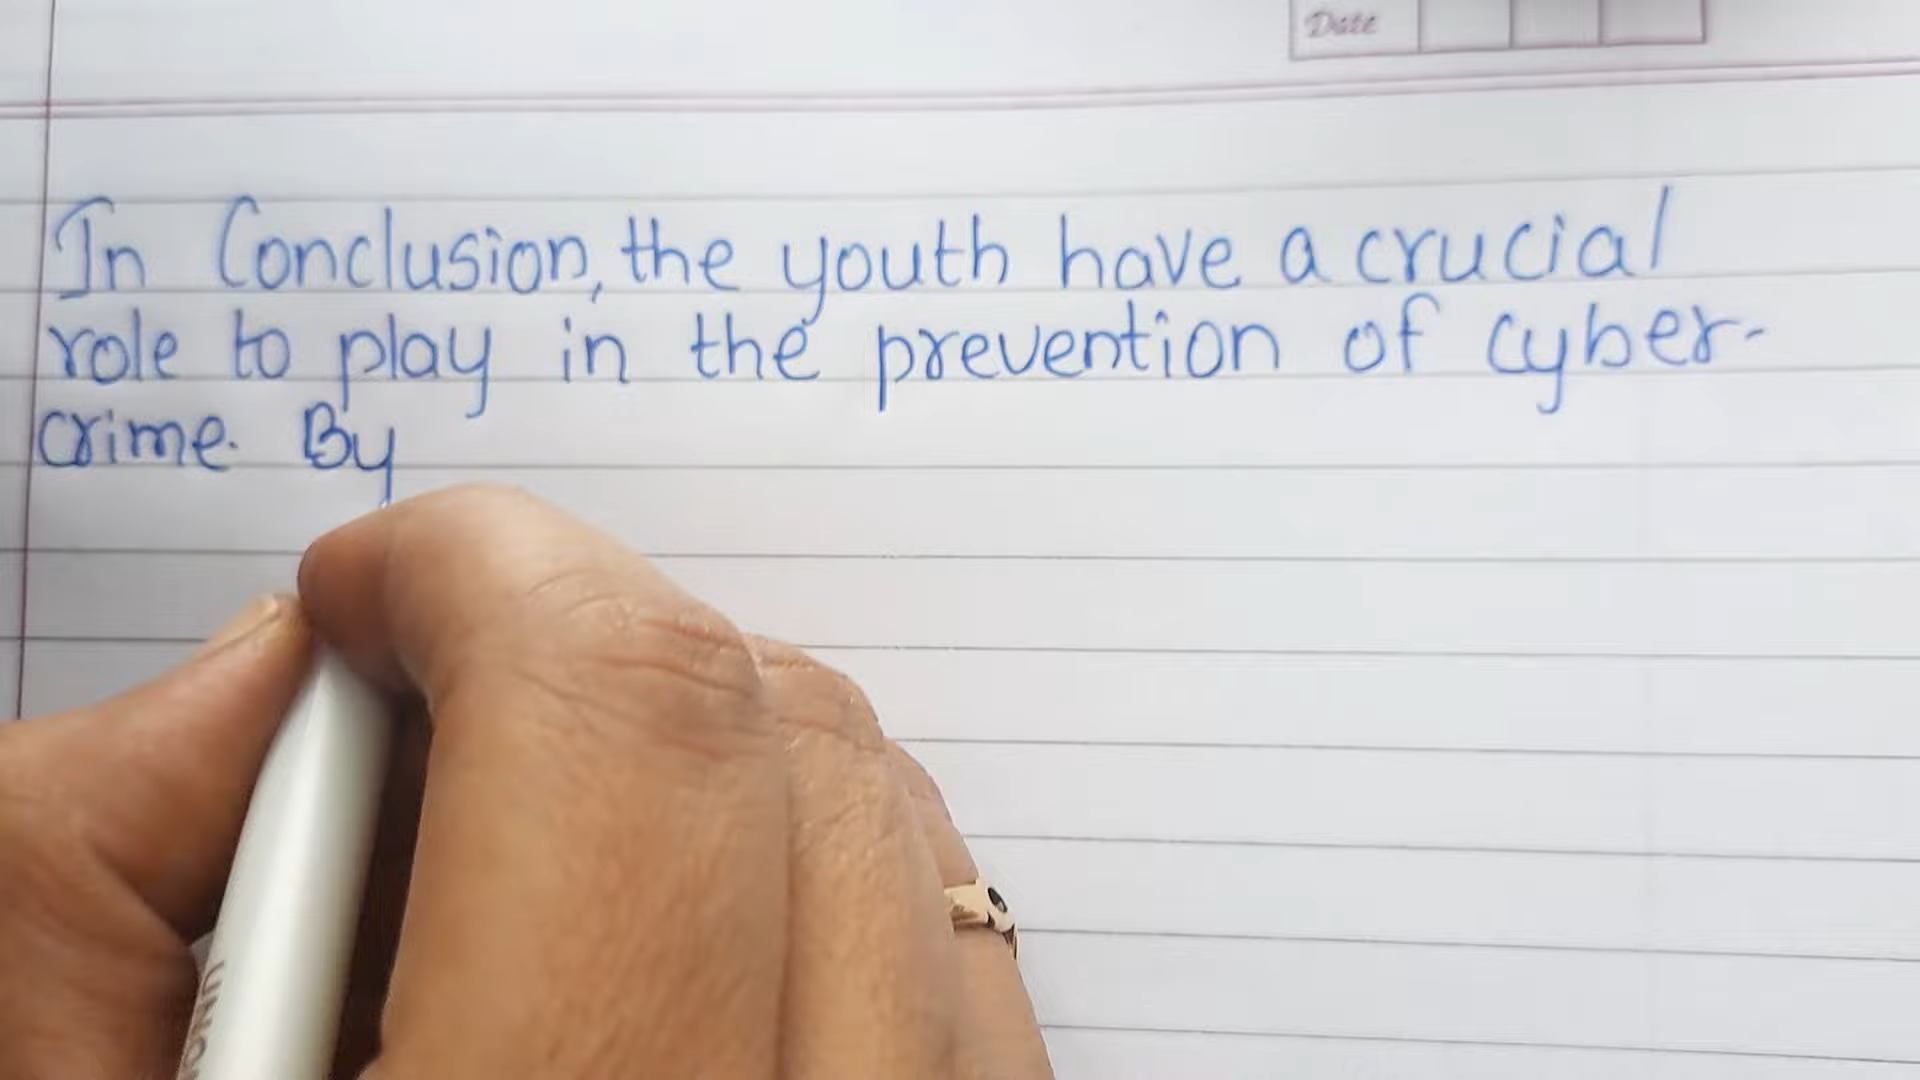 Date
In Conclusion, the youth have a crucial
role to play in the prevention of cyber-
crime. By